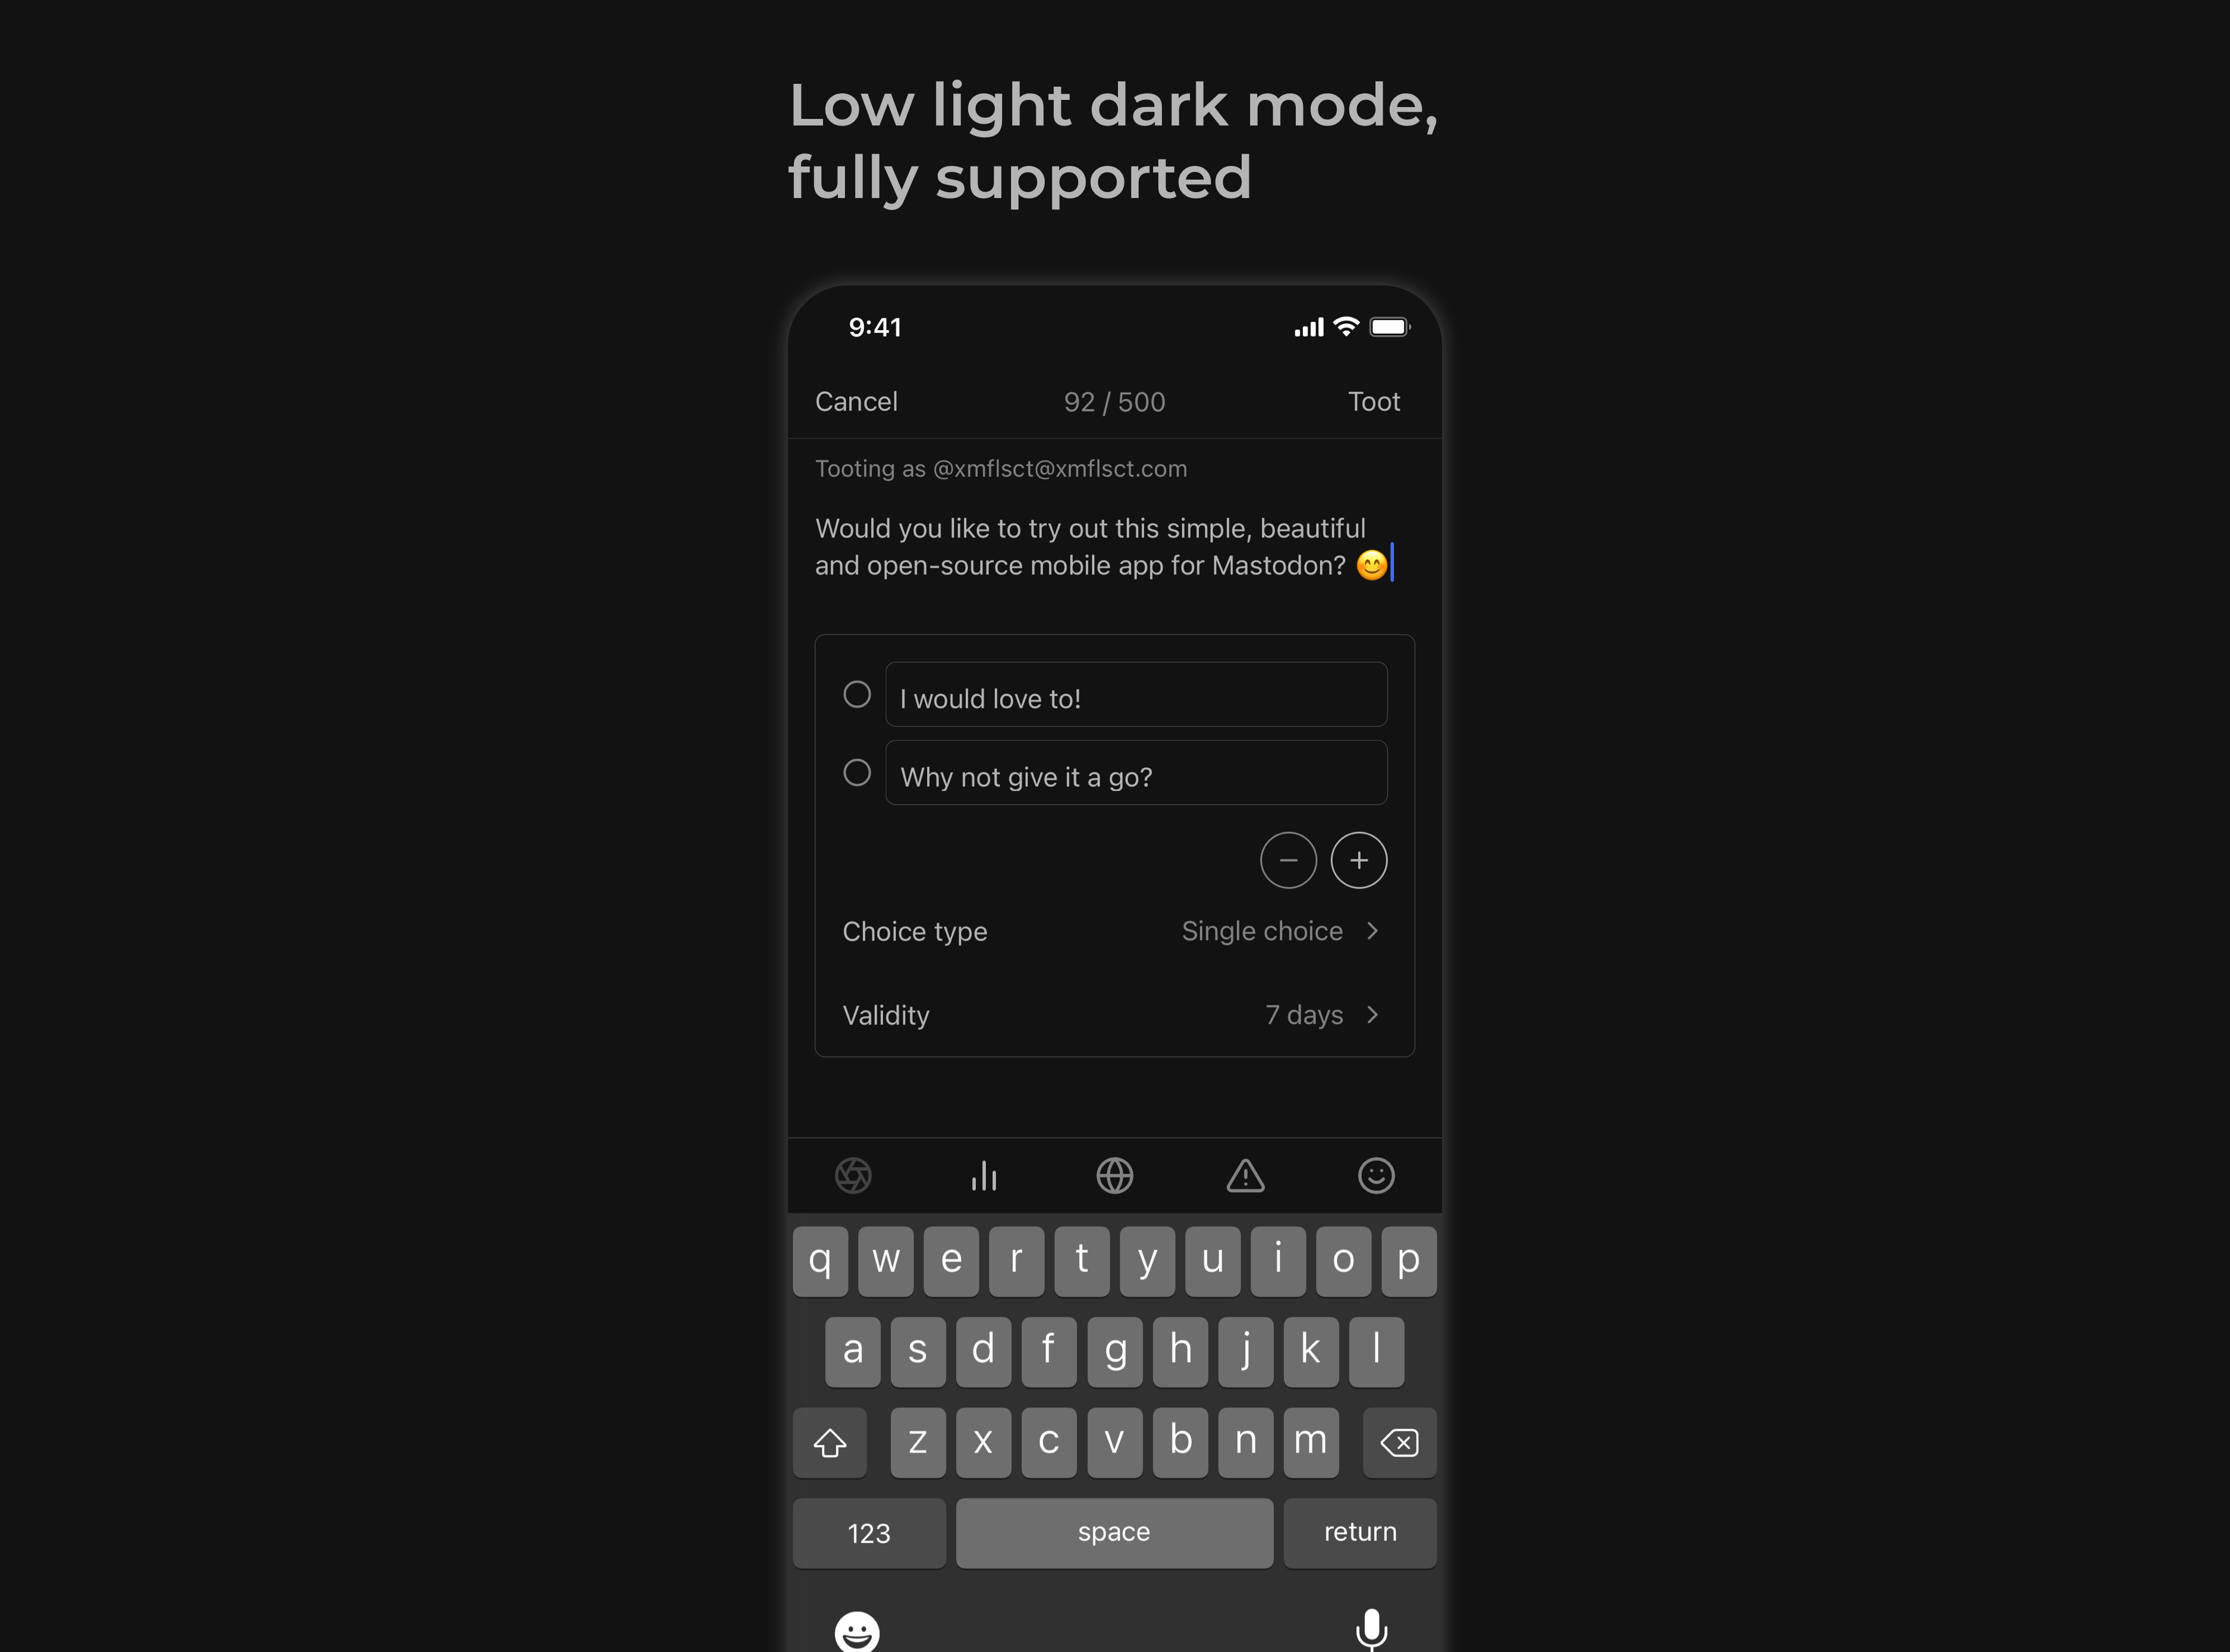 Low light dark mode,
fully supported
9:41
Cancel 92 / 500 Toot
Tooting as @xmflsct@xmflsct.com
Would you like to try out this simple, beautiful
and open-source mobile app for Mastodon? 😊
I would love to!
Why not give it a go?
Choice type Single choice
Validity 7 days
q w e r t y u i o p
a s d f g h j k l
z x c v b n m
123 space return